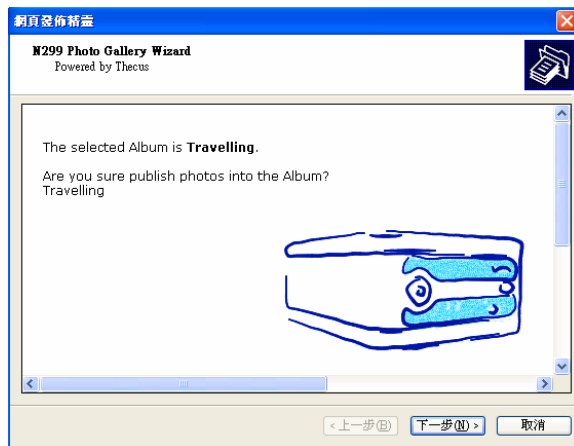 網頁發佈精靈
N299 Photo Gallery Wizard
Powered by Thecus
The selected Album is Travelling.
Are you sure publish photos into the Album?
Travelling
<上一步(B) 下一步(N)> 取消